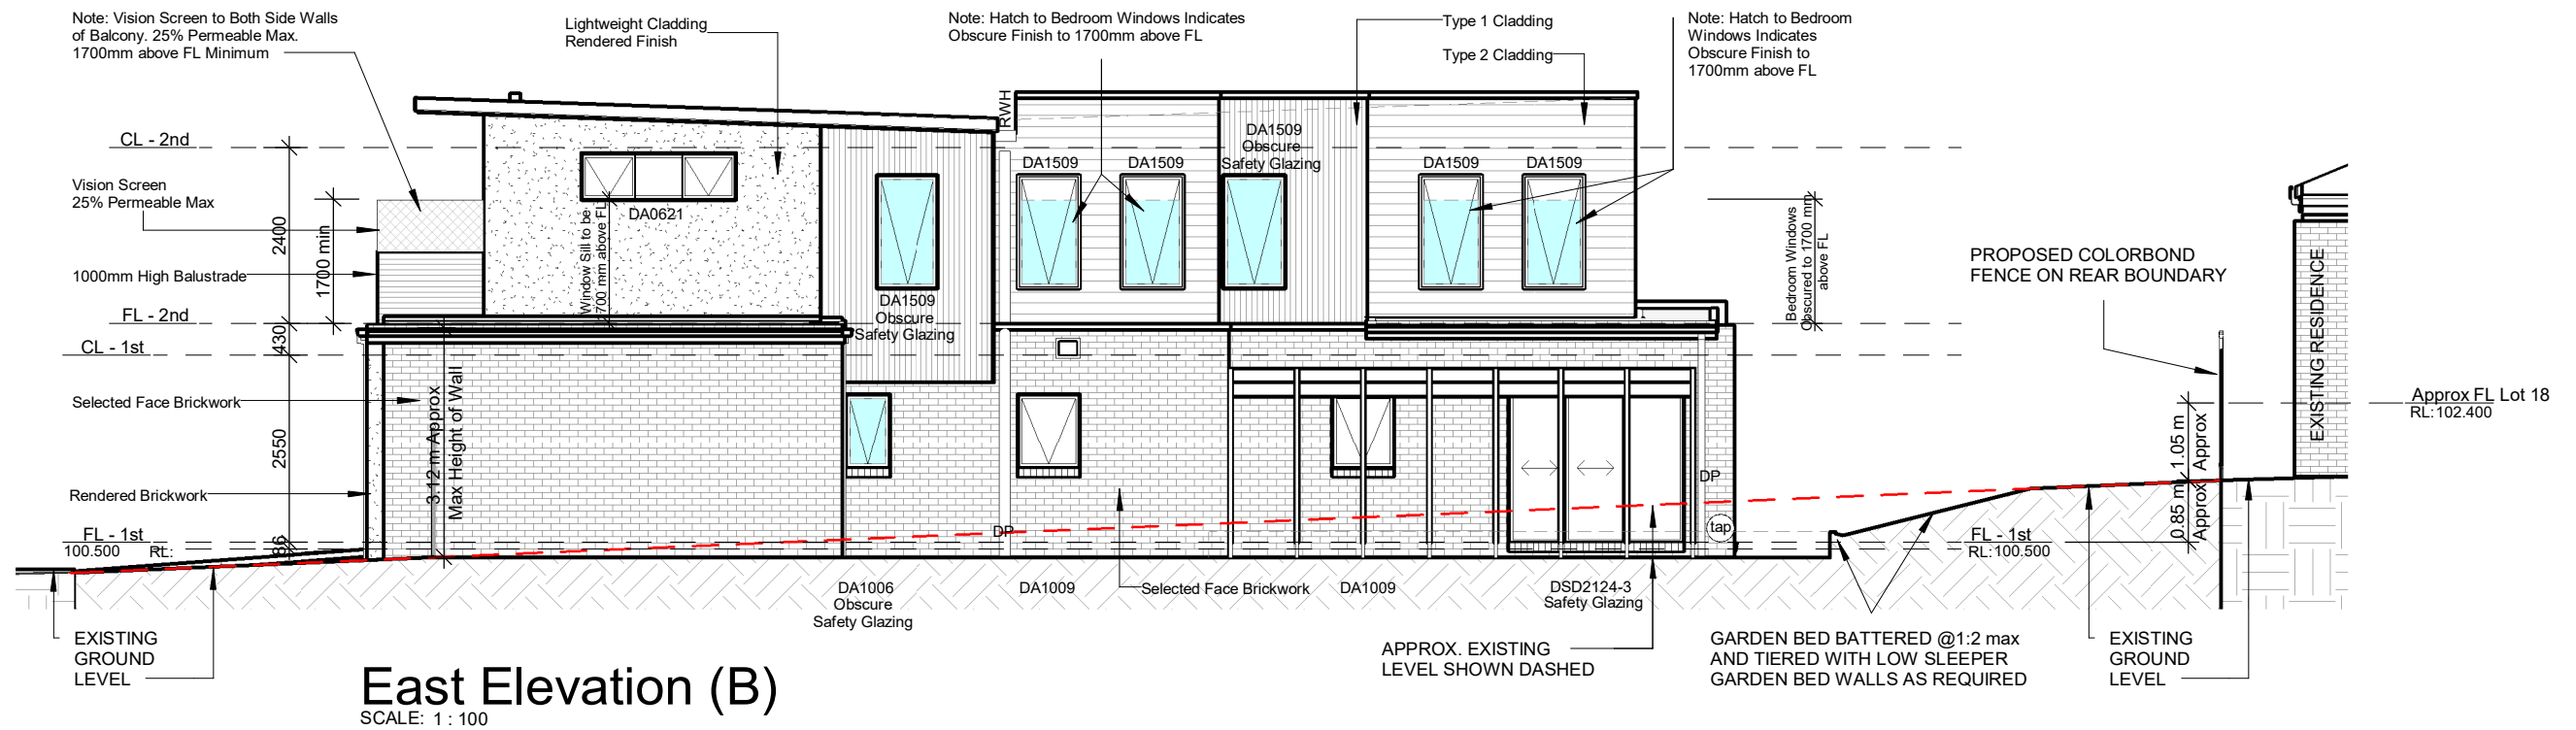 Note: Vision Screen to Both Side Walls
of Balcony. 25% Permeable Max.
1700mm above FL Minimum
Lightweight Cladding
Rendered Finish
Note: Hatch to Bedroom Windows Indicates
Obscure Finish to 1700mm above FL
Type 1 Cladding
Type 2 Cladding
Note: Hatch to Bedroom
Windows Indicates
Obscure Finish to
1700mm above FL
RWH
CL - 2nd
Vision Screen
25% Permeable Max
2400
1700 min
1000mm High Balustrade
FL - 2nd
430
CL - 1st
Selected Face Brickwork
2550
Rendered Brickwork
FL - 1st
100.500 RL:
86
3.12 m Approx
Max Height of Wall
DA0621
Window Sill to be
1700 mm above FL
DA1509
Obscure
Safety Glazing
DA1509
DA1509
DA1509
Obscure
Safety Glazing
DA1509
DA1509
Bedroom Windows
Obscured to 1700 mm
above FL
PROPOSED COLORBOND
FENCE ON REAR BOUNDARY
EXISTING RESIDENCE
Approx FL Lot 18
RL:102.400
1.05 m
Approx
0.85 m
Approx
FL - 1st
RL:100.500
DP
DP
tap
DA1006
Obscure
Safety Glazing
DA1009
Selected Face Brickwork
DA1009
DSD2124-3
Safety Glazing
EXISTING
GROUND
LEVEL
APPROX. EXISTING
LEVEL SHOWN DASHED
GARDEN BED BATTERED @1:2 max
AND TIERED WITH LOW SLEEPER
GARDEN BED WALLS AS REQUIRED
EXISTING
GROUND
LEVEL
East Elevation (B)
SCALE: 1 : 100